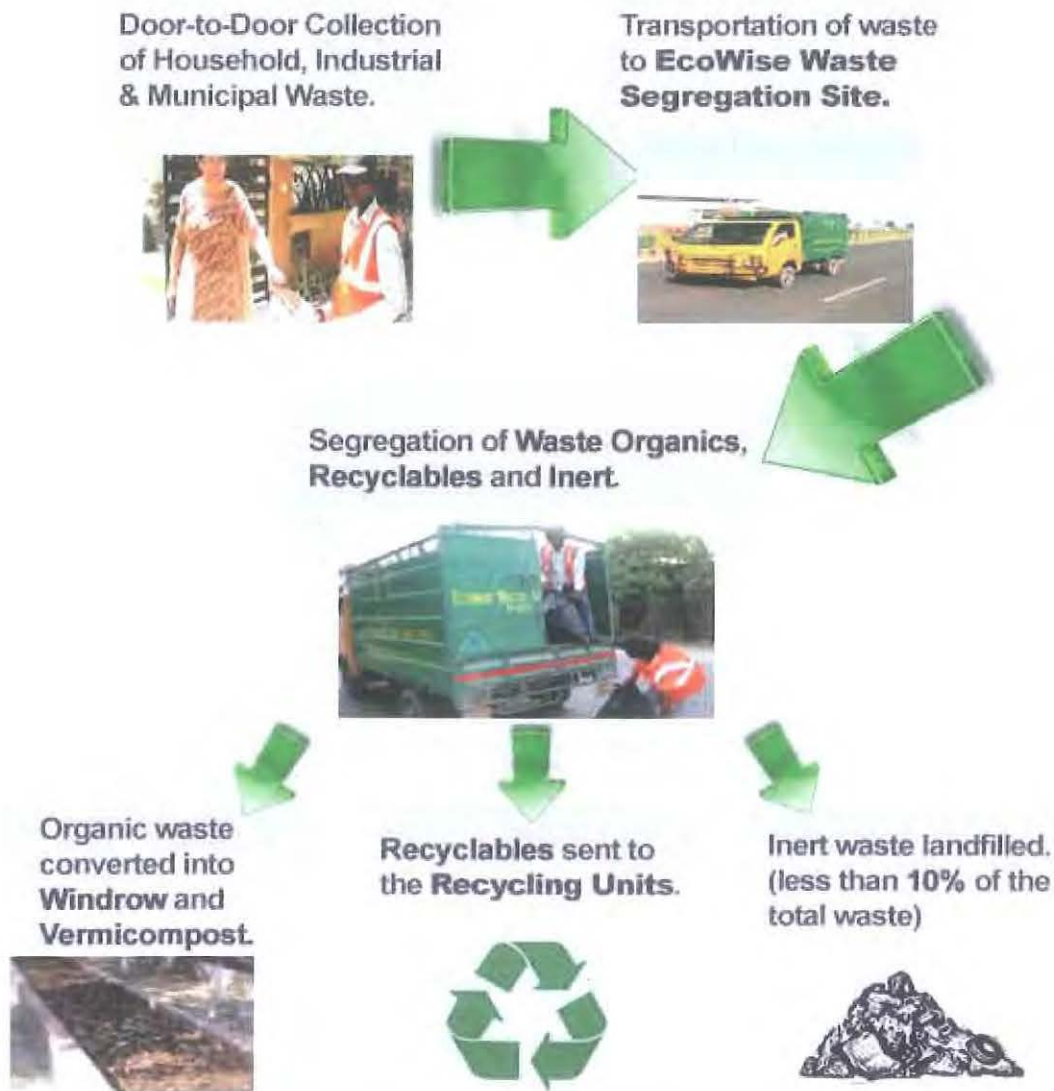 Door-to-Door Collection
of Household, Industrial
& Municipal Waste.
Transportation of waste
to EcoWise Waste
Segregation Site.
Segregation of Waste Organics,
Recyclables and Inert.
Organic waste
converted into
Windrow and
Vermicompost.
Recyclables sent to
the Recycling Units.
Inert waste landfilled.
(less than 10% of the
total waste)